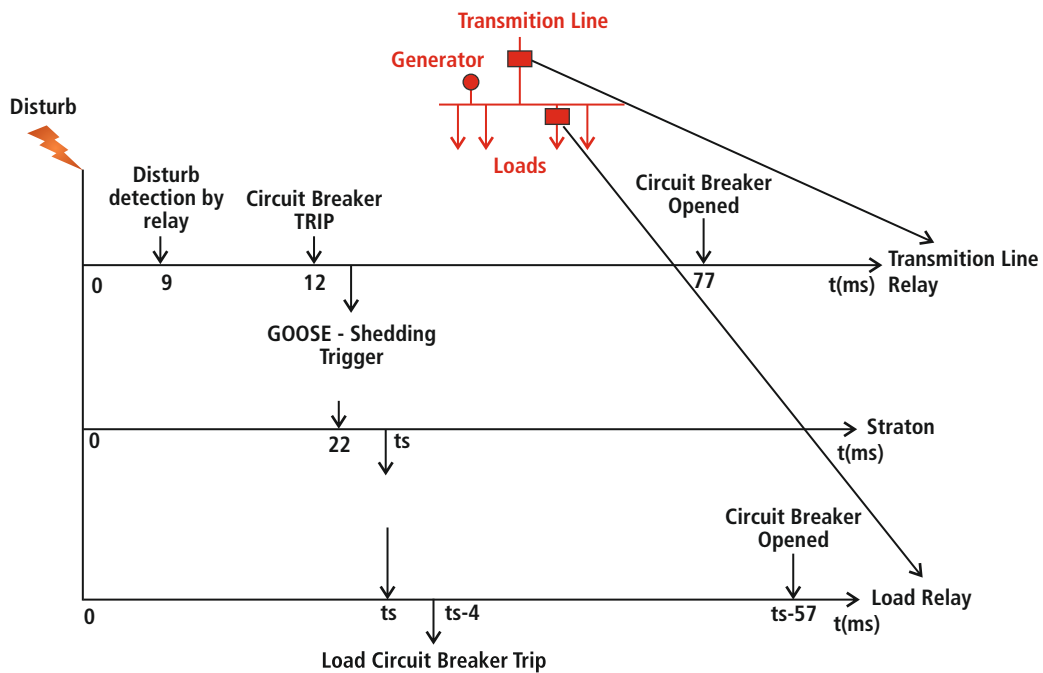 Transmition Line
Generator
Loads
Disturb
Disturb
detection by
relay
Circuit Breaker
TRIP
Circuit Breaker
Opened
0
9
12
77
t(ms)
Transmition Line
Relay
GOOSE - Shedding
Trigger
0
22
ts
t(ms)
Straton
Circuit Breaker
Opened
0
ts
ts-4
ts-57
t(ms)
Load Relay
Load Circuit Breaker Trip